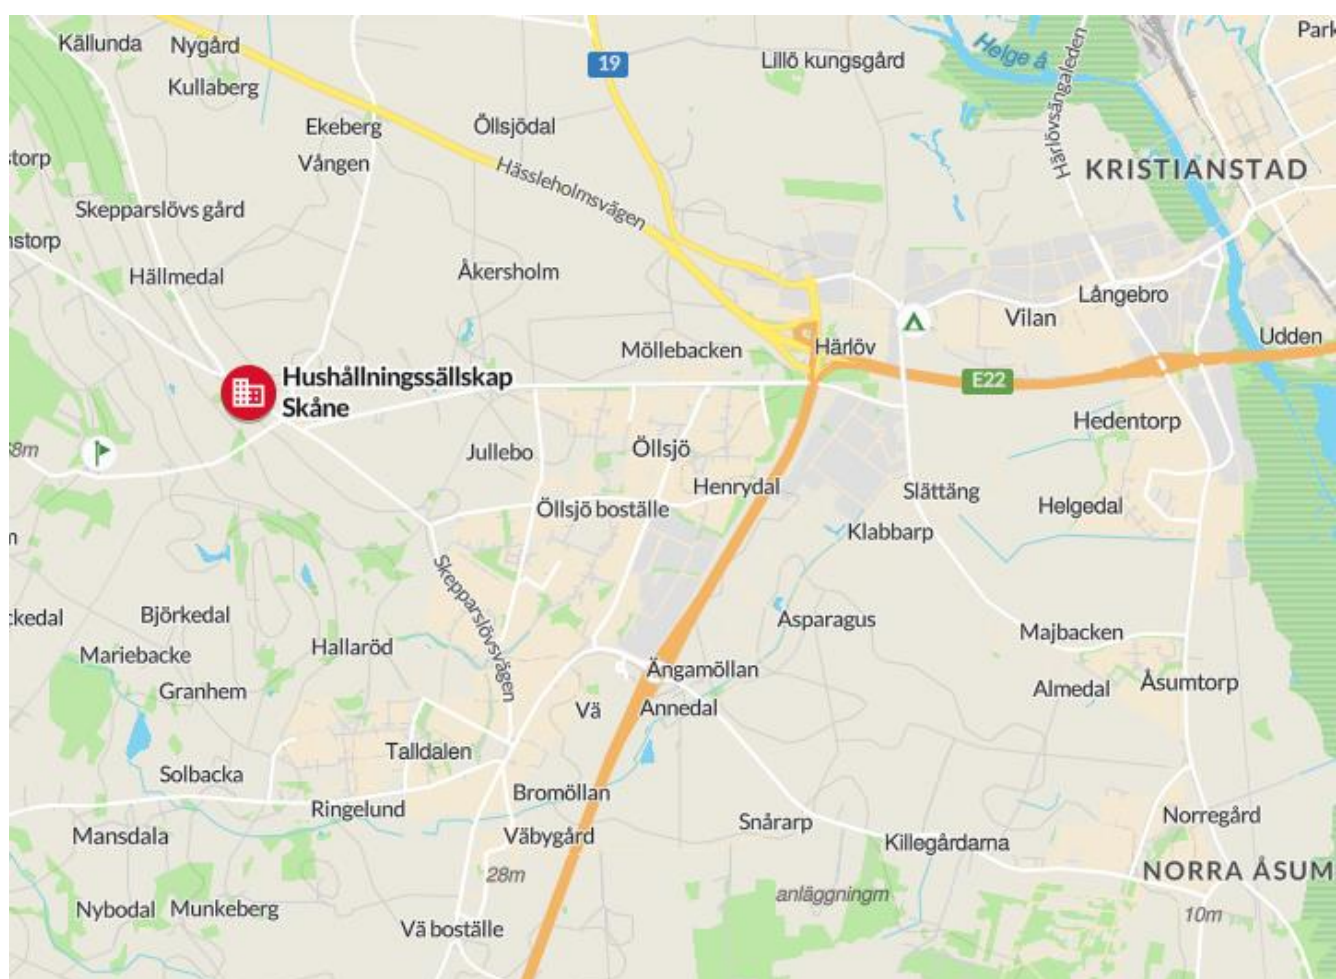 Källunda
Nygård
Kullaberg
19
Lillö kungsgård
Helge å
Härlövsängaleden
Park
Ekeberg
Öllsjödal
Vången
Hässleholmsvägen
KRISTIANSTAD
storp
Skepparslövs gård
nstorp
Hällmedal
Åkersholm
Långebro
Vilan
Udden
Möllebacken
Härlöv
E22
Hushållningssällskap
Skåne
68m
Jullebo
Öllsjö
Henrydal
Hedentorp
Slättäng
Helgedal
Öllsjö boställe
Klabbarp
Skepparslövsvägen
ckedal
Björkedal
Hallaröd
Mariebacke
Granhem
Asparagus
Majbacken
Ängamöllan
Almedal
Åsumtorp
Vä
Annedal
Talldalen
Solbacka
Ringelund
Bromöllan
Mansdala
Väbygård
Snårarp
Killegårdarna
Norregård
NORRA ÅSUM
28m
anläggningm
10m
Nybodal
Munkeberg
Vä boställe